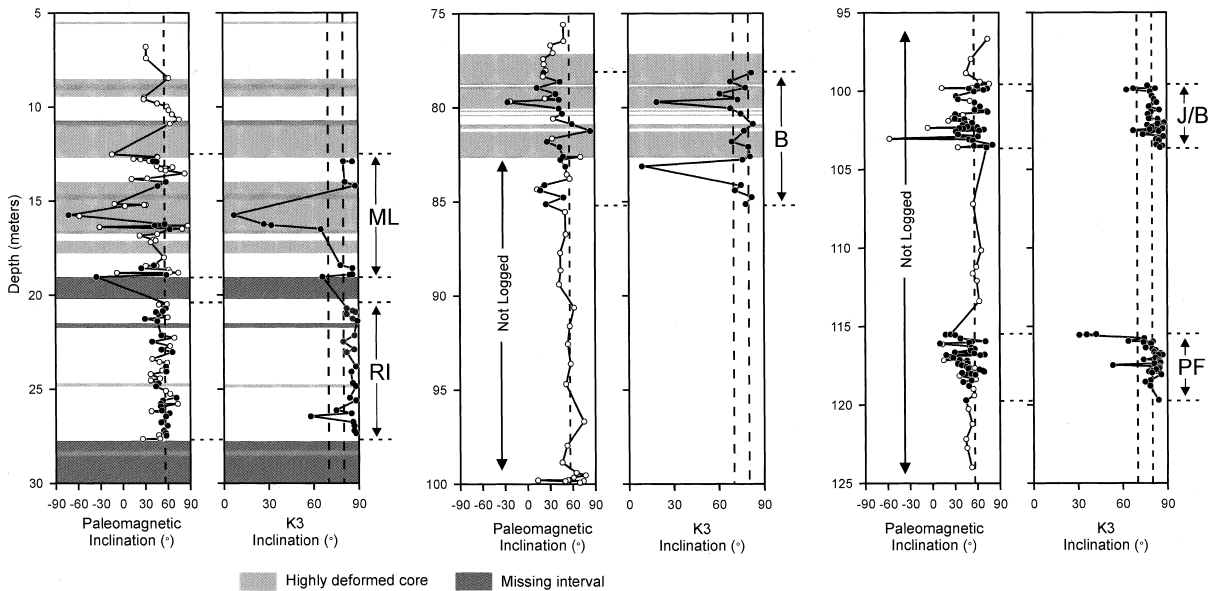 5
10
15
20
25
30
Depth (meters)
-90 -60 -30 0 30 60 90
Paleomagnetic
Inclination (°)
0 30 60 90
K3
Inclination (°)
ML
RI
75
80
85
90
95
100
Not Logged
-90 -60 -30 0 30 60 90
Paleomagnetic
Inclination (°)
0 30 60 90
K3
Inclination (°)
B
95
100
105
110
115
120
125
Not Logged
-90 -60 -30 0 30 60 90
Paleomagnetic
Inclination (°)
0 30 60 90
K3
Inclination (°)
J/B
PF
Highly deformed core
Missing interval